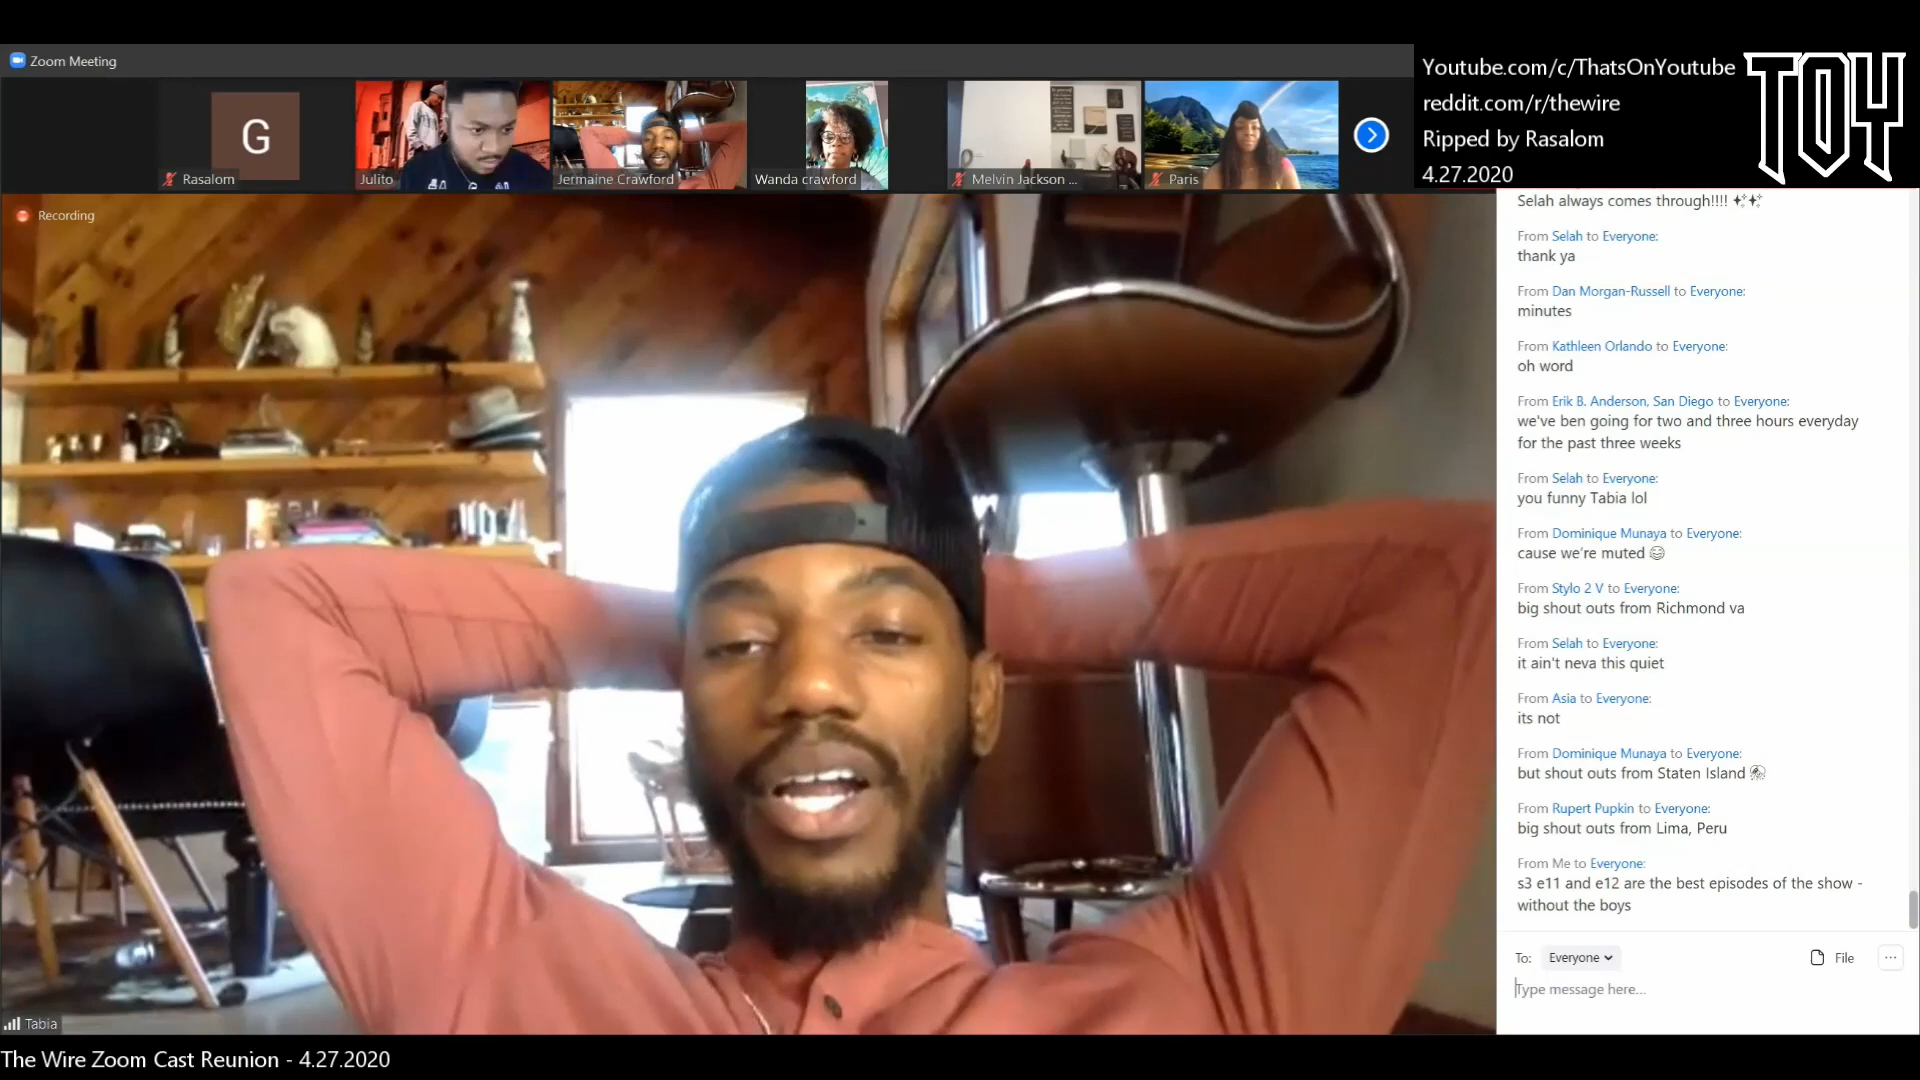 Zoom Meeting
Youtube.com/c/ThatsOnYoutube
reddit.com/r/thewire
Ripped by Rasalom
4.27.2020
TOY
G
Rasalom
Julito
Jermaine Crawford
Wanda crawford
Melvin Jackson ...
Paris
Recording
Selah always comes through!!!! ✨✨
From Selah to Everyone:
thank ya
From Dan Morgan-Russell to Everyone:
minutes
From Kathleen Orlando to Everyone:
oh word
From Erik B. Anderson, San Diego to Everyone:
we've ben going for two and three hours everyday
for the past three weeks
From Selah to Everyone:
you funny Tabia lol
From Dominique Munaya to Everyone:
cause we're muted 😂
From Stylo 2 V to Everyone:
big shout outs from Richmond va
From Selah to Everyone:
it ain't neva this quiet
From Asia to Everyone:
its not
From Dominique Munaya to Everyone:
but shout outs from Staten Island
From Rupert Pupkin to Everyone:
big shout outs from Lima, Peru
From Me to Everyone:
s3 e11 and e12 are the best episodes of the show -
without the boys
To: Everyone
File
...
Type message here...
Tabia
The Wire Zoom Cast Reunion - 4.27.2020